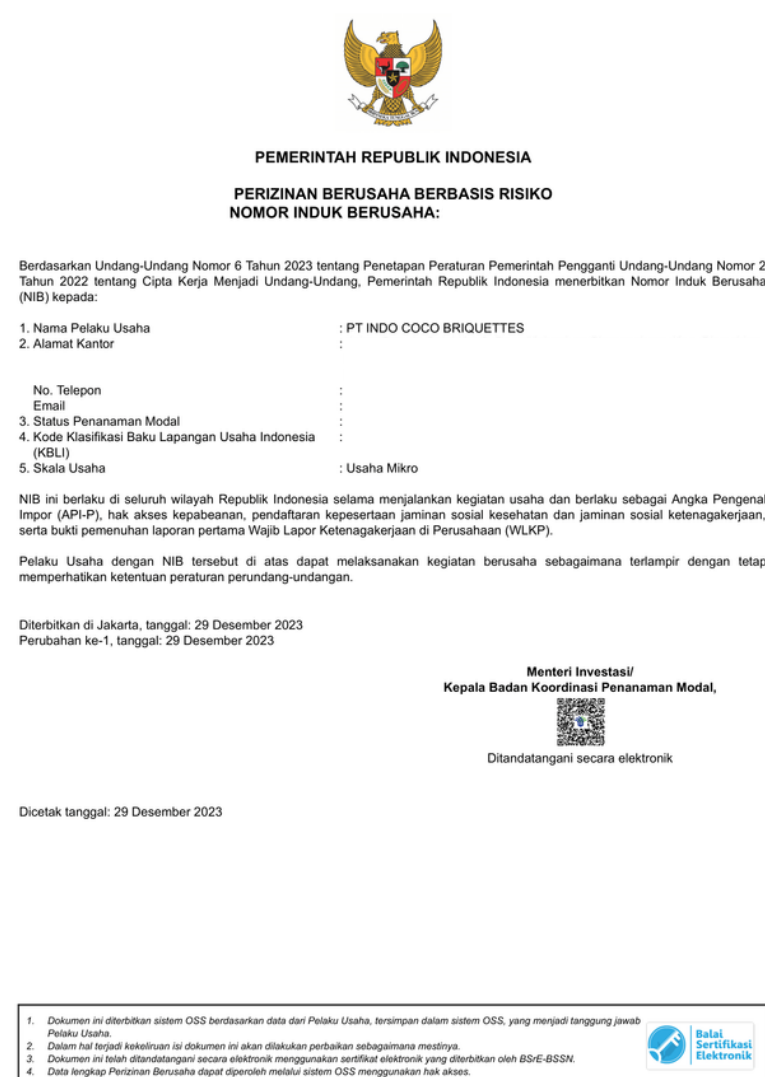 PEMERINTAH REPUBLIK INDONESIA
PERIZINAN BERUSAHA BERBASIS RISIKO
NOMOR INDUK BERUSAHA:
Berdasarkan Undang-Undang Nomor 6 Tahun 2023 tentang Penetapan Peraturan Pemerintah Pengganti Undang-Undang Nomor 2
Tahun 2022 tentang Cipta Kerja Menjadi Undang-Undang, Pemerintah Republik Indonesia menerbitkan Nomor Induk Berusaha
(NIB) kepada:
1. Nama Pelaku Usaha : PT INDO COCO BRIQUETTES
2. Alamat Kantor :
No. Telepon :
Email :
3. Status Penanaman Modal :
4. Kode Klasifikasi Baku Lapangan Usaha Indonesia :
(KBLI)
5. Skala Usaha : Usaha Mikro
NIB ini berlaku di seluruh wilayah Republik Indonesia selama menjalankan kegiatan usaha dan berlaku sebagai Angka Pengenal
Impor (API-P), hak akses kepabeanan, pendaftaran kepesertaan jaminan sosial kesehatan dan jaminan sosial ketenagakerjaan,
serta bukti pemenuhan laporan pertama Wajib Lapor Ketenagakerjaan di Perusahaan (WLKP).
Pelaku Usaha dengan NIB tersebut di atas dapat melaksanakan kegiatan berusaha sebagaimana terlampir dengan tetap
memperhatikan ketentuan peraturan perundang-undangan.
Diterbitkan di Jakarta, tanggal: 29 Desember 2023
Perubahan ke-1, tanggal: 29 Desember 2023
Menteri Investasi/
Kepala Badan Koordinasi Penanaman Modal,
Ditandatangani secara elektronik
Dicetak tanggal: 29 Desember 2023
1. Dokumen ini diterbitkan sistem OSS berdasarkan data dari Pelaku Usaha, tersimpan dalam sistem OSS, yang menjadi tanggung jawab
Pelaku Usaha.
2. Dalam hal terjadi kekeliruan isi dokumen ini akan dilakukan perbaikan sebagaimana mestinya.
3. Dokumen ini telah ditandatangani secara elektronik menggunakan sertifikat elektronik yang diterbitkan oleh BSrE-BSSN.
4. Data lengkap Perizinan Berusaha dapat diperoleh melalui sistem OSS menggunakan hak akses.
Balai
Sertifikasi
Elektronik